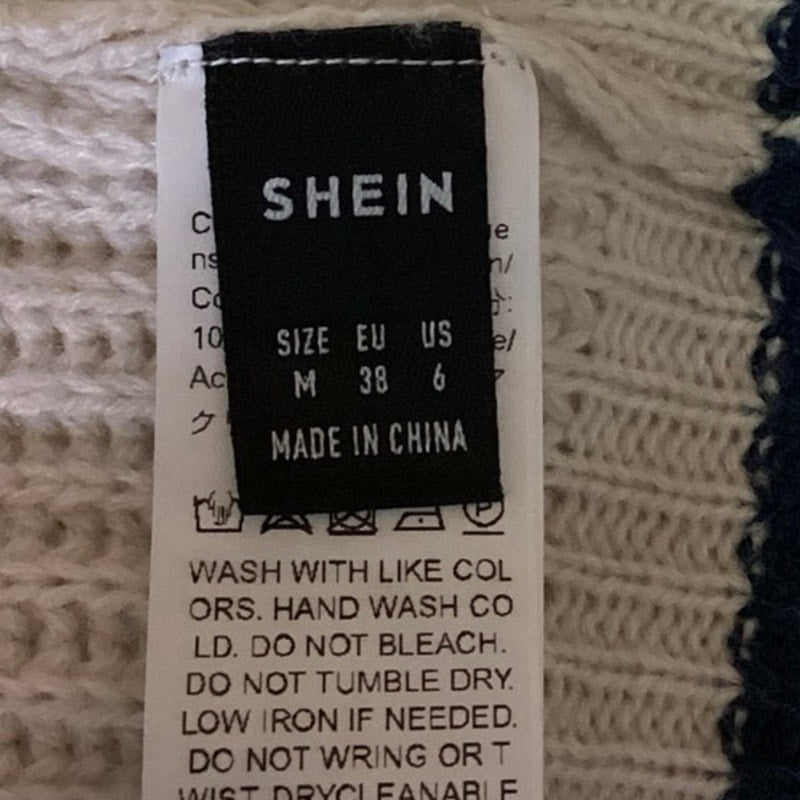 SHEIN
SIZE EU US
M 38 6
MADE IN CHINA
10
P
WASH WITH LIKE COL
ORS. HAND WASH CO
LD. DO NOT BLEACH.
DO NOT TUMBLE DRY.
LOW IRON IF NEEDED.
DO NOT WRING OR T
WIST. DRYCLEANABLE